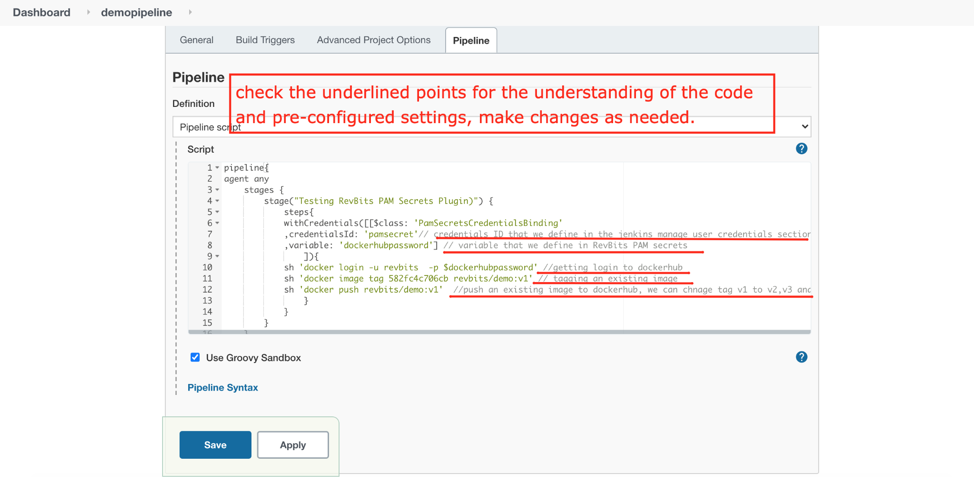 Dashboard
demopipeline
General
Build Triggers
Advanced Project Options
Pipeline
Pipeline
check the underlined points for the understanding of the code
and pre-configured settings, make changes as needed.
Definition
Pipeline script
Script
1 pipeline{
2 agent any
3 stages {
4 stage("Testing RevBits PAM Secrets Plugin)") {
5 steps{
6 withCredentials([[$class: 'PamSecretsCredentialsBinding'
7 ,credentialsId: 'pamsecret'// credentials ID that we define in the jenkins manage user credentials section
8 ,variable: 'dockerhubpassword'] // variable that we define in RevBits PAM secrets
9 ]){
10 sh 'docker login -u revbits -p $dockerhubpassword' //getting login to dockerhub
11 sh 'docker image tag 582fc4c706cb revbits/demo:v1' // tagging an existing image
12 sh 'docker push revbits/demo:v1' //push an existing image to dockerhub, we can chnage tag v1 to v2,v3 and
13 }
14 }
15 }
Use Groovy Sandbox
Pipeline Syntax
Save
Apply